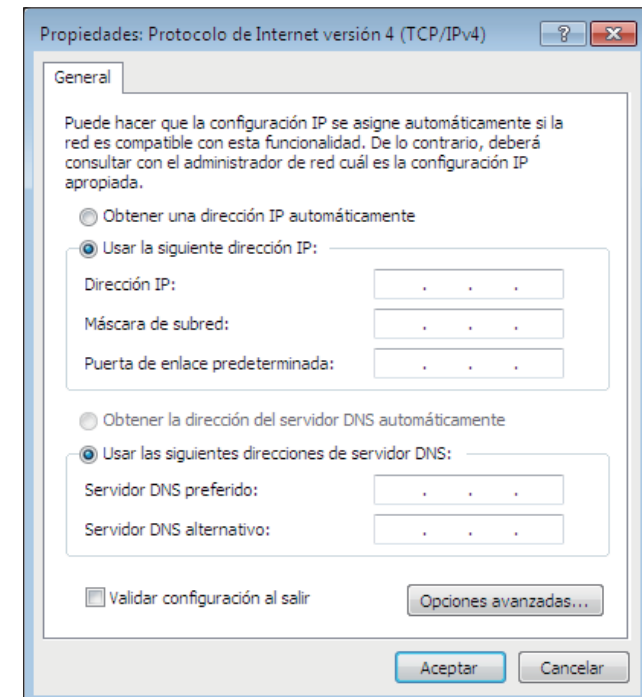 Propiedades: Protocolo de Internet versión 4 (TCP/IPv4)
General
Puede hacer que la configuración IP se asigne automáticamente si la
red es compatible con esta funcionalidad. De lo contrario, deberá
consultar con el administrador de red cuál es la configuración IP
apropiada.
Obtener una dirección IP automáticamente
Usar la siguiente dirección IP:
Dirección IP:
Máscara de subred:
Puerta de enlace predeterminada:
Obtener la dirección del servidor DNS automáticamente
Usar las siguientes direcciones de servidor DNS:
Servidor DNS preferido:
Servidor DNS alternativo:
Validar configuración al salir
Opciones avanzadas...
Aceptar
Cancelar